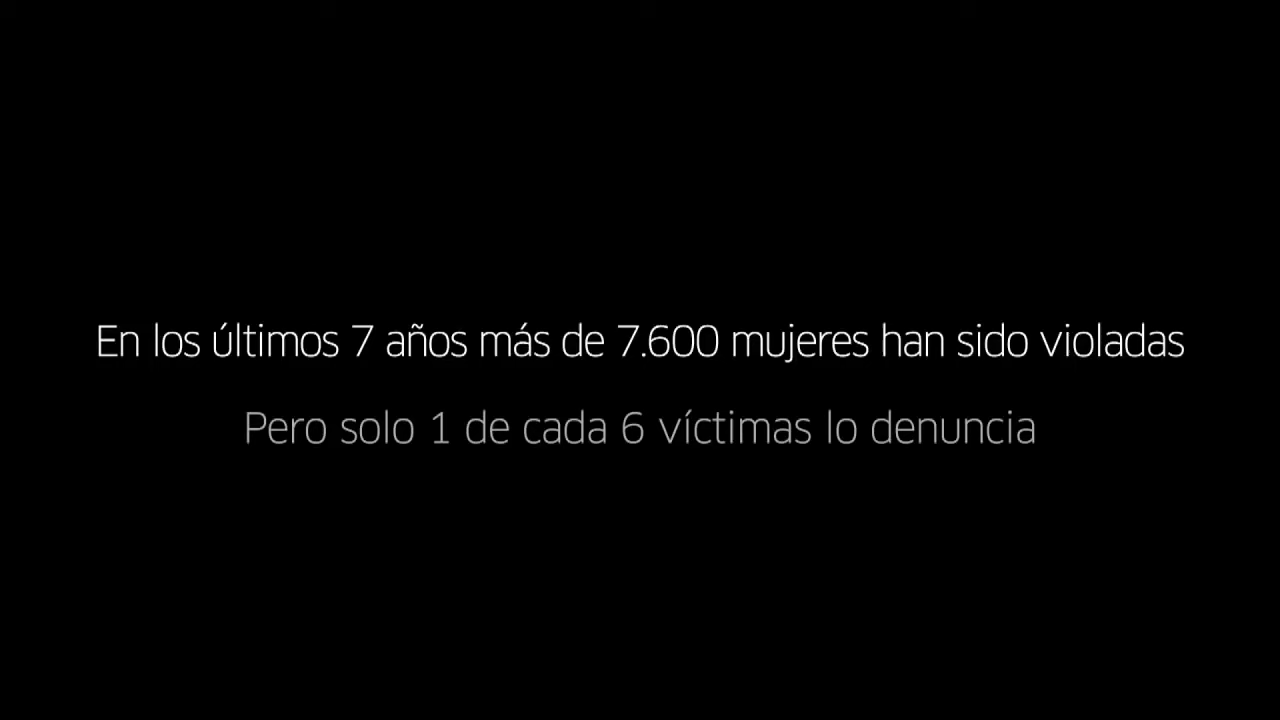 En los últimos 7 años más de 7.600 mujeres han sido violadas
Pero solo 1 de cada 6 víctimas lo denuncia